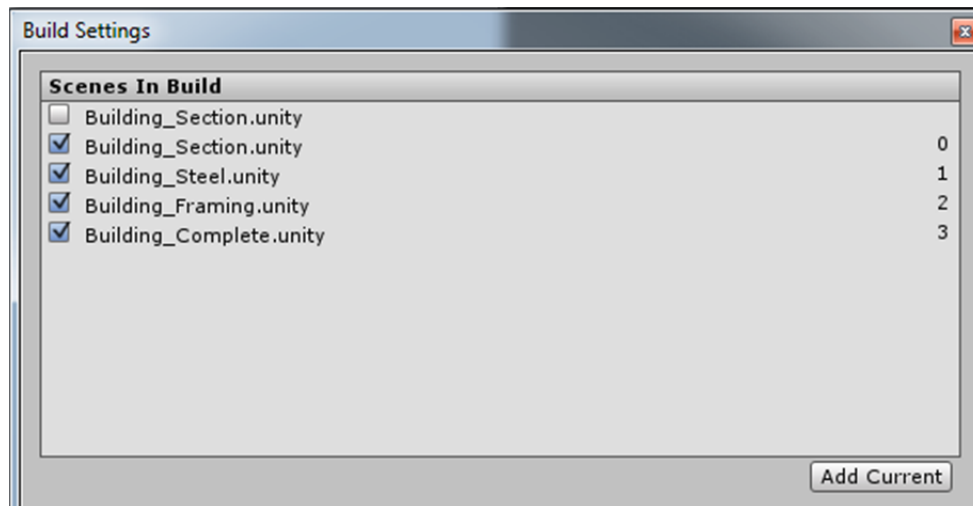 Build Settings
Scenes In Build
Building_Section.unity
Building_Section.unity 0
Building_Steel.unity 1
Building_Framing.unity 2
Building_Complete.unity 3
Add Current